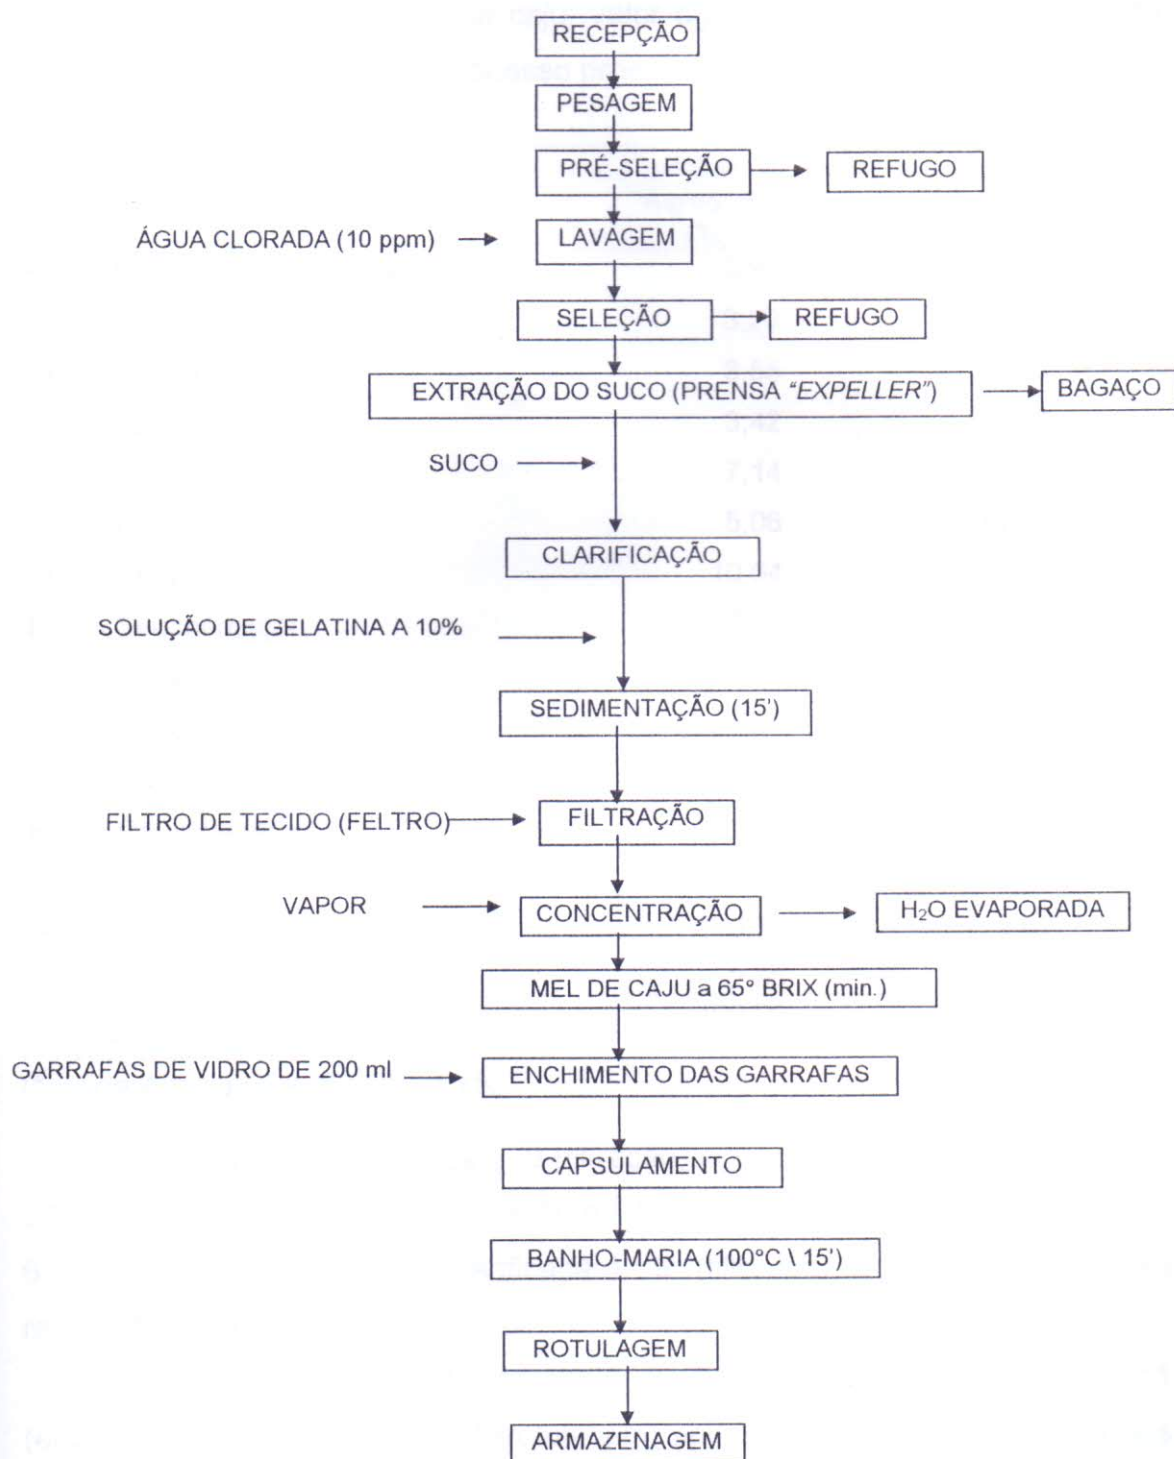 RECEPÇÃO
PESAGEM
PRÉ-SELEÇÃO
REFUGO
ÁGUA CLORADA (10 ppm)
LAVAGEM
SELEÇÃO
REFUGO
EXTRAÇÃO DO SUCO (PRENSA "EXPELLER")
BAGAÇO
SUCO
CLARIFICAÇÃO
SOLUÇÃO DE GELATINA A 10%
SEDIMENTAÇÃO (15')
FILTRO DE TECIDO (FELTRO)
FILTRAÇÃO
VAPOR
CONCENTRAÇÃO
H₂O EVAPORADA
MEL DE CAJU a 65° BRIX (min.)
GARRAFAS DE VIDRO DE 200 ml
ENCHIMENTO DAS GARRAFAS
CAPSULAMENTO
BANHO-MARIA (100°C \ 15')
ROTULAGEM
ARMAZENAGEM